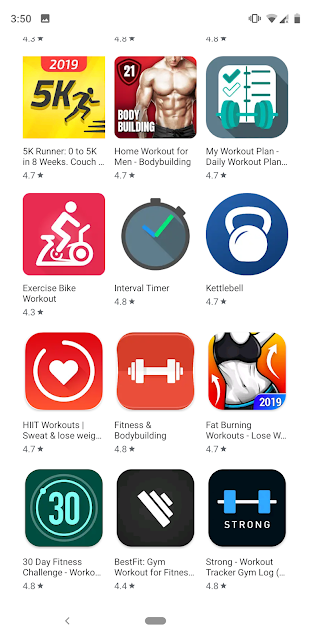 3:50
4.3 ★ 4.8 ★ 4.8 ★
2019
5K
21
BODY
BUILDING
5K Runner: 0 to 5K
in 8 Weeks. Couch ...
4.7 ★
Home Workout for
Men - Bodybuilding
4.7 ★
My Workout Plan -
Daily Workout Plan...
4.7 ★
Exercise Bike
Workout
4.3 ★
Interval Timer
4.8 ★
Kettlebell
4.7 ★
HIIT Workouts |
Sweat & lose weig...
4.7 ★
Fitness &
Bodybuilding
4.8 ★
2019
Fat Burning
Workouts - Lose W...
4.7 ★
30
30 Day Fitness
Challenge - Worko...
4.8 ★
BestFit: Gym
Workout for Fitnes...
4.4 ★
STRONG
Strong - Workout
Tracker Gym Log (...
4.8 ★